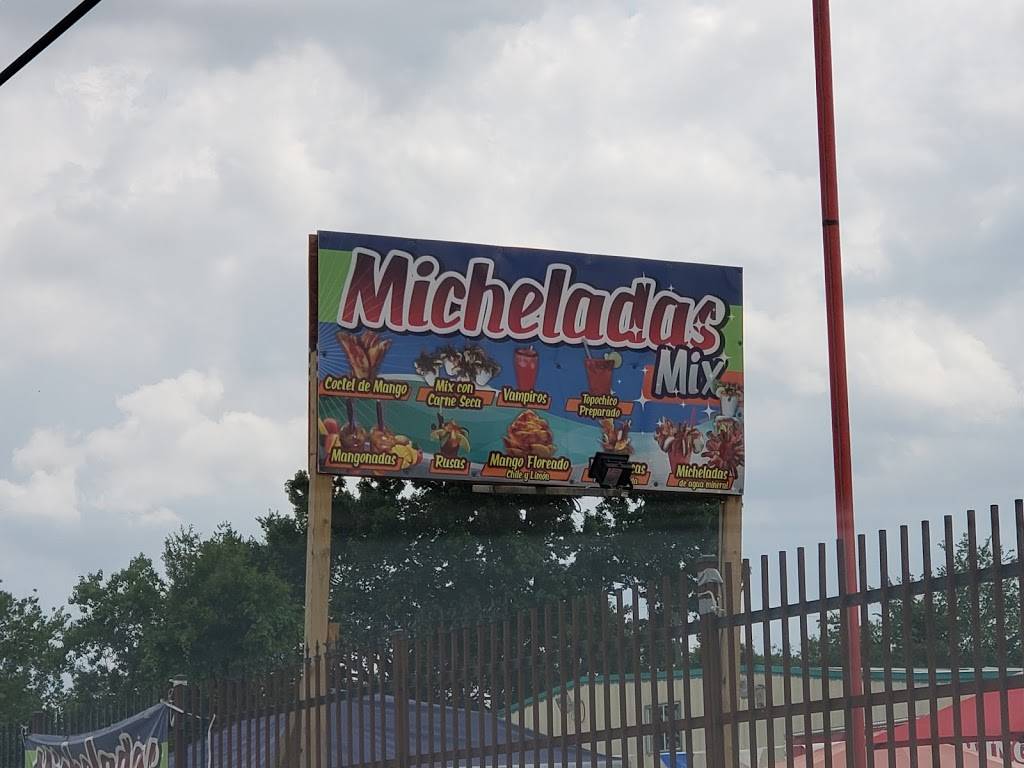 Micheladas
Mix
Coctel de Mango
Mix con
Carne Seca
Vampiros
Topochico
Preparado
Mangonadas
Rusas
Mango Floreado
Chile y Limón
Micheladas
de agua mineral